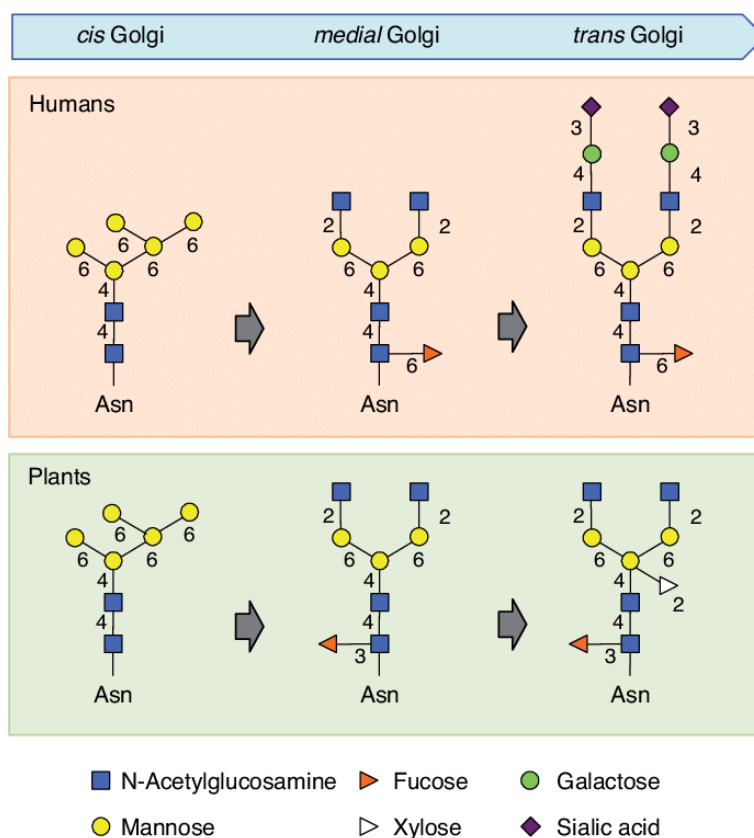 cis Golgi medial Golgi trans Golgi
Humans
3 3
4 4
2 2 2 2
6 6 6 6 6 6 6
4 4 4
4 4 4
6 6
Asn Asn Asn
Plants
2 2 2 2
6 6 6 6 6 6 6 6
4 4 4
2
4 4 4
3 3
Asn Asn Asn
N-Acetylglucosamine Fucose Galactose
Mannose Xylose Sialic acid